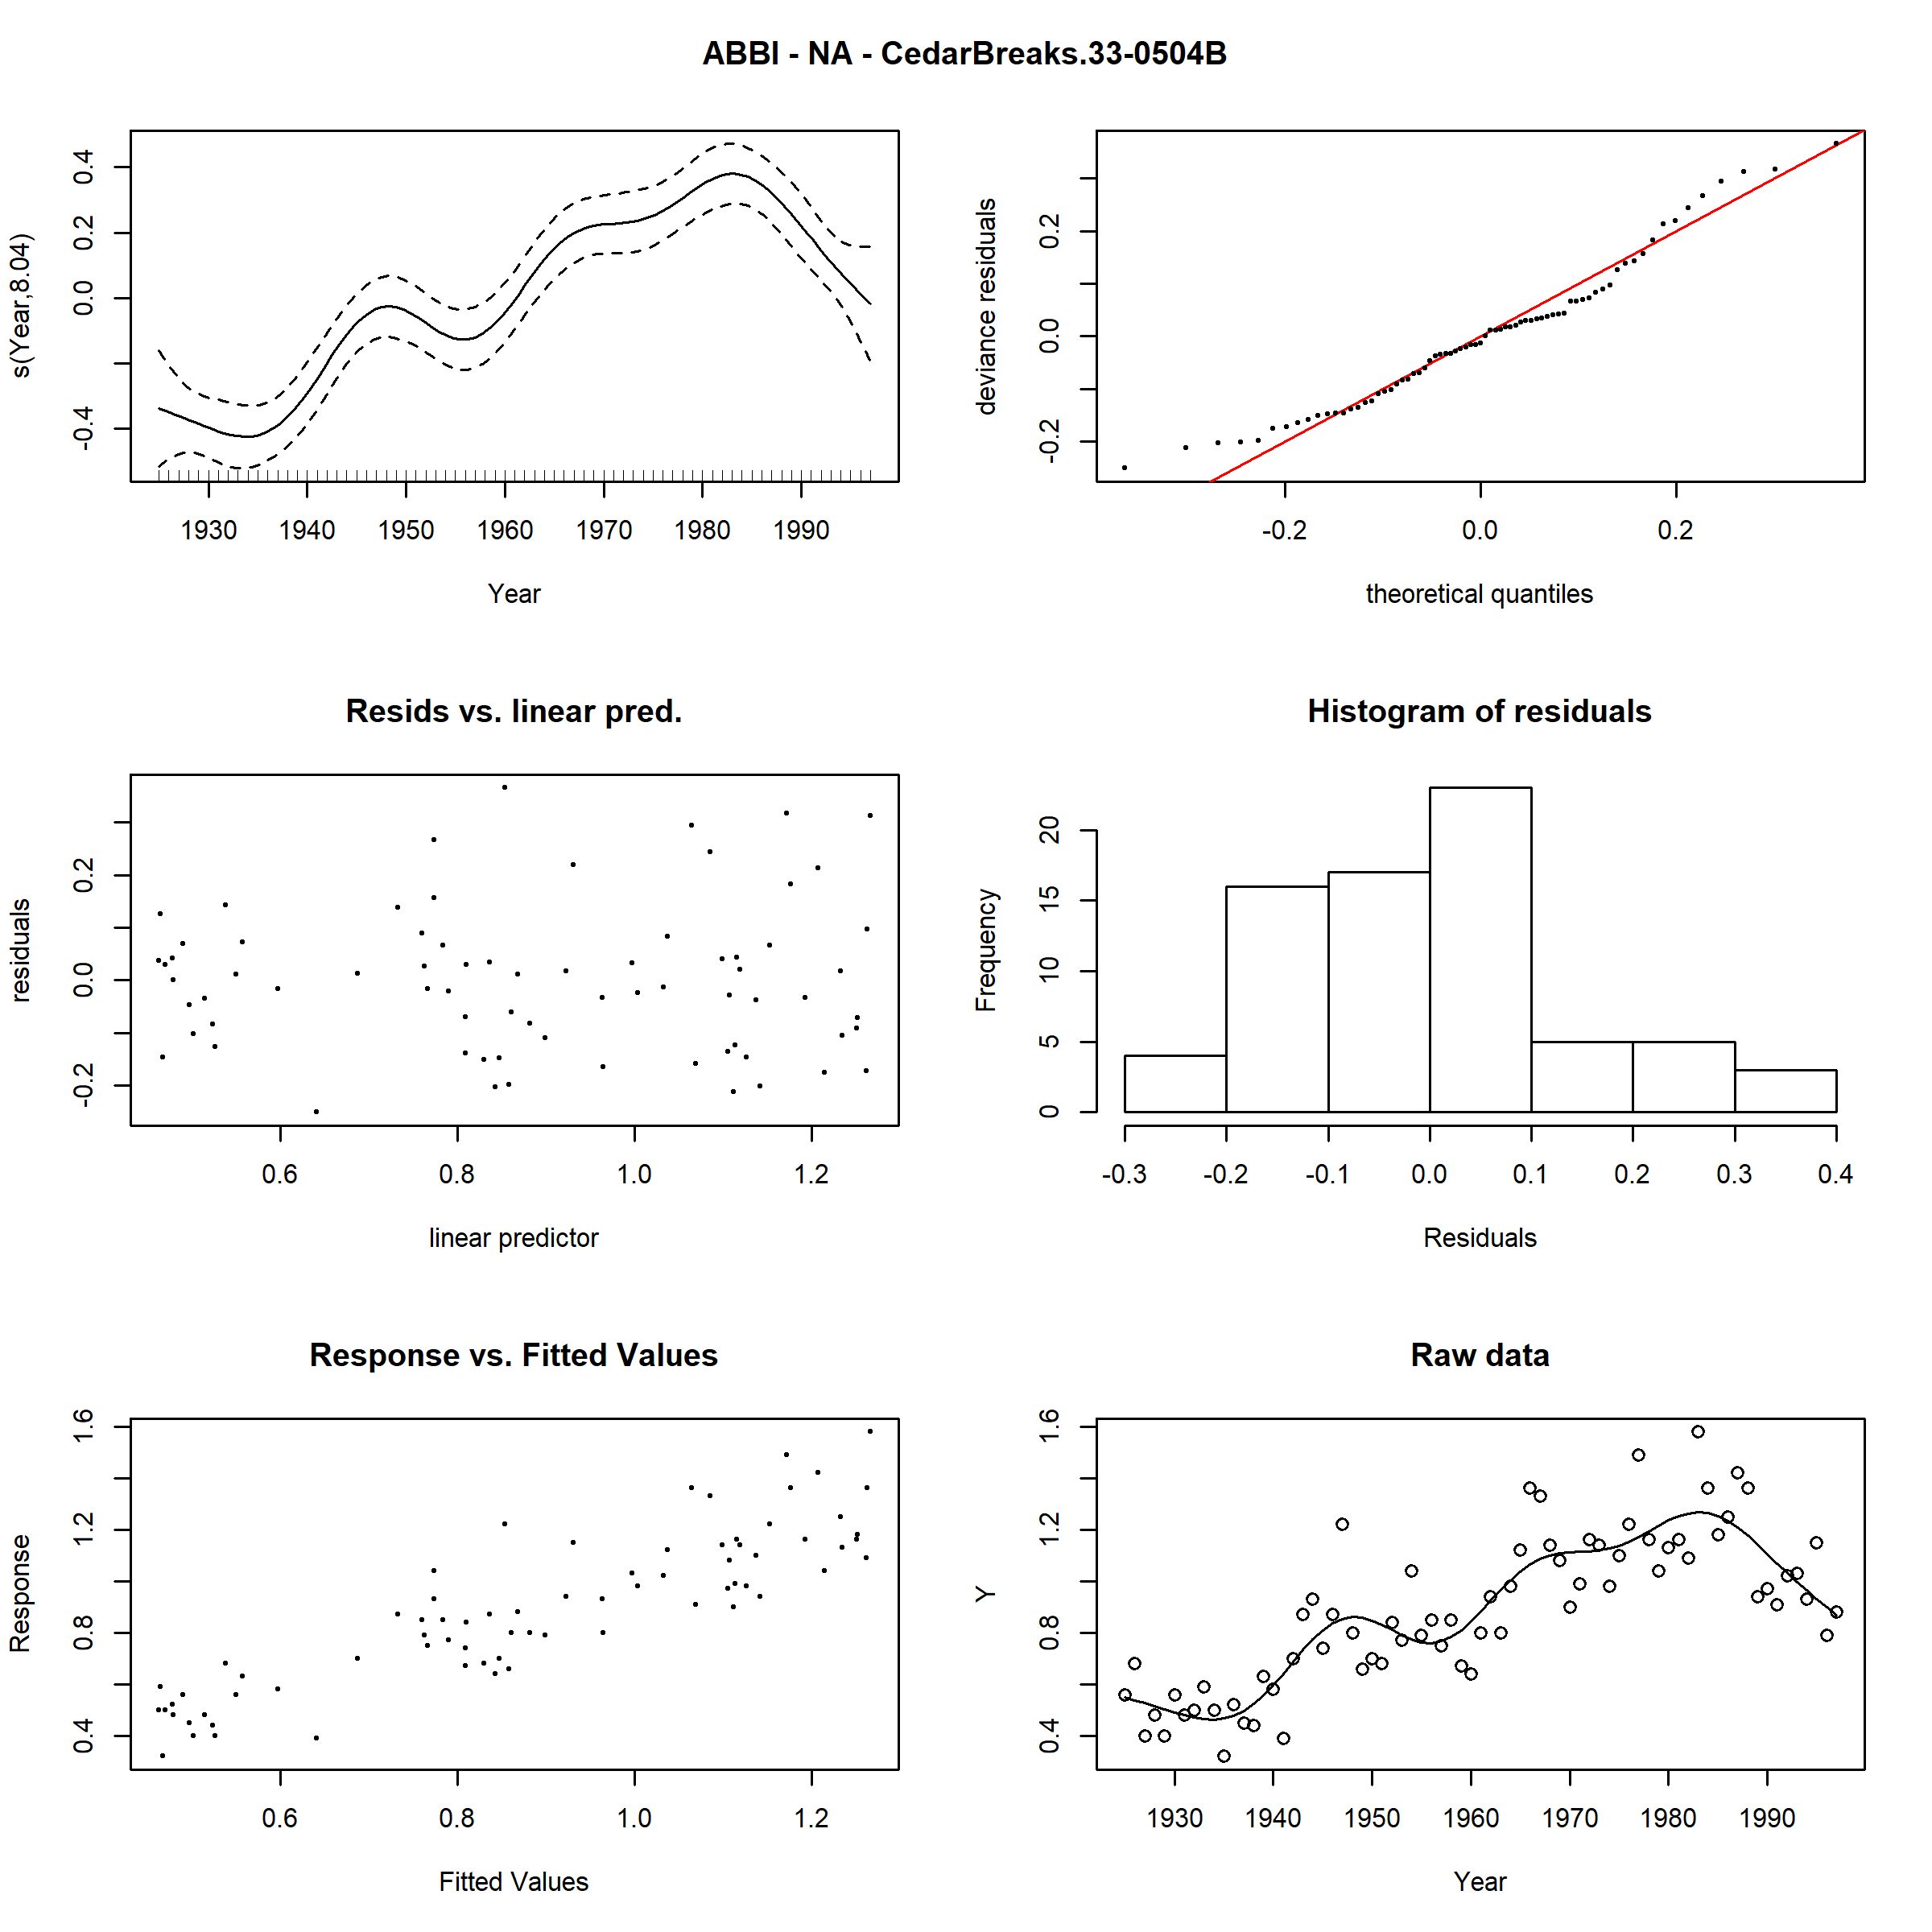 ABBI - NA - CedarBreaks.33-0504B
s(Year,8.04)
-0.4 0.0 0.2 0.4
1930 1940 1950 1960 1970 1980 1990
Year
deviance residuals
-0.2 0.0 0.2
-0.2 0.0 0.2
theoretical quantiles
Resids vs. linear pred.
residuals
-0.2 0.0 0.2
0.6 0.8 1.0 1.2
linear predictor
Histogram of residuals
Frequency
0 5 10 15 20
-0.3 -0.2 -0.1 0.0 0.1 0.2 0.3 0.4
Residuals
Response vs. Fitted Values
Response
0.4 0.8 1.2 1.6
0.6 0.8 1.0 1.2
Fitted Values
Raw data
Y
0.4 0.8 1.2 1.6
1930 1940 1950 1960 1970 1980 1990
Year